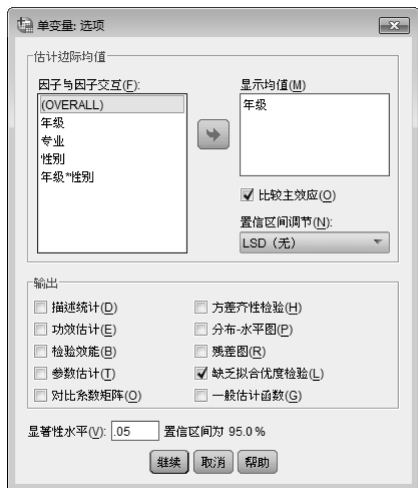 单变量: 选项
估计边际均值
因子与因子交互(F):
(OVERALL)
年级
专业
性别
年级*性别
显示均值(M)
年级
比较主效应(O)
置信区间调节(N):
LSD (无)
输出
描述统计(D)
功效估计(E)
检验效能(B)
参数估计(T)
对比系数矩阵(O)
方差齐性检验(H)
分布-水平图(P)
残差图(R)
缺乏拟合优度检验(L)
一般估计函数(G)
显著性水平(V): .05 置信区间为 95.0%
继续 取消 帮助